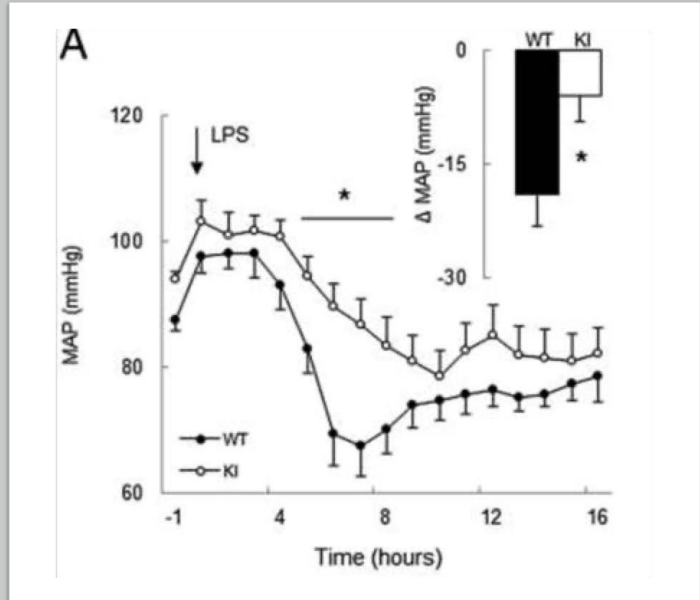 A
WT KI
0
-15
-30
Δ MAP (mmHg)
*
LPS
*
120
100
80
60
MAP (mmHg)
WT
KI
-1 4 8 12 16
Time (hours)